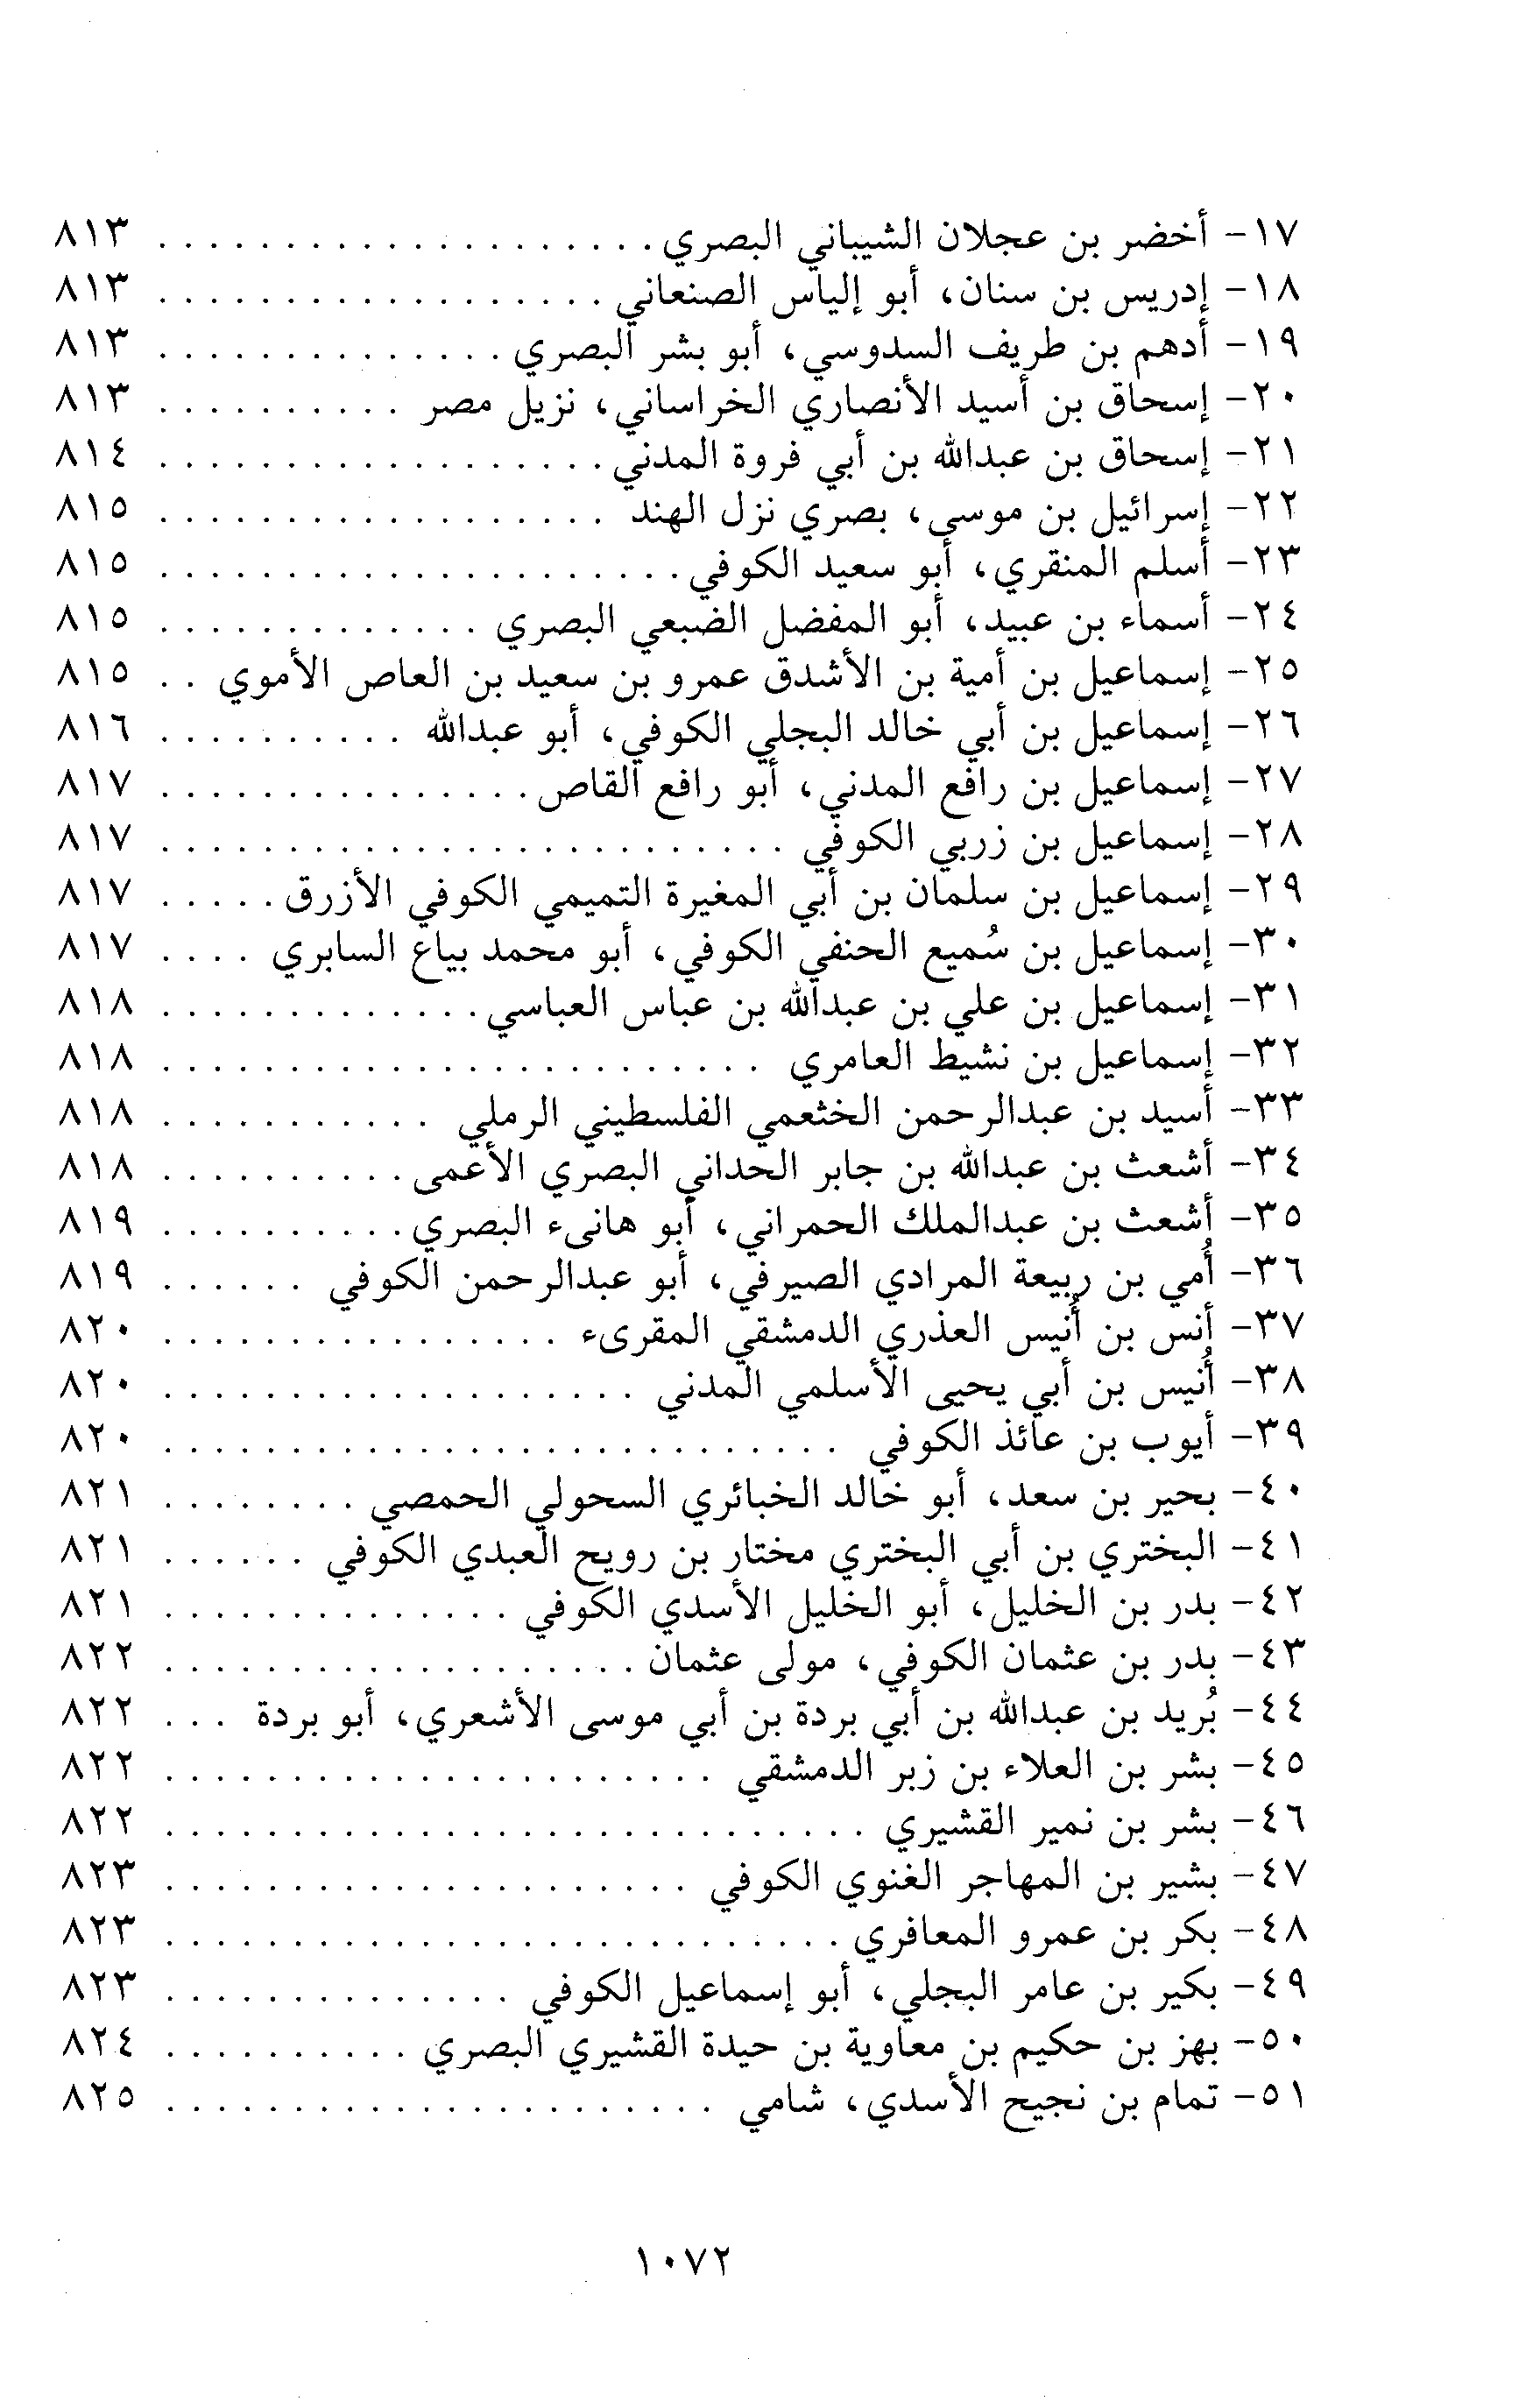 ١٧- أخضر بن عجلان الشيباني البصري . . . . . . . . . . . . . . . . . . . . ٨١٣
١٨- إدريس بن سنان، أبو إلياس الصنعاني . . . . . . . . . . . . . . . . . . ٨١٣
١٩- أدهم بن طريف السدوسي، أبو بشر البصري . . . . . . . . . . . . . . ٨١٣
٢٠- إسحاق بن أسيد الأنصاري الخراساني، نزيل مصر . . . . . . . . . . ٨١٣
٢١- إسحاق بن عبدالله بن أبي فروة المدني . . . . . . . . . . . . . . . . . . ٨١٤
٢٢- إسرائيل بن موسى، بصري نزل الهند . . . . . . . . . . . . . . . . . . ٨١٥
٢٣- أسلم المنقري، أبو سعيد الكوفي . . . . . . . . . . . . . . . . . . . . . ٨١٥
٢٤- أسماء بن عبيد، أبو المفضل الضبعي البصري . . . . . . . . . . . . . ٨١٥
٢٥- إسماعيل بن أمية بن الأشدق عمرو بن سعيد بن العاص الأموي . . ٨١٥
٢٦- إسماعيل بن أبي خالد البجلي الكوفي، أبو عبدالله . . . . . . . . . . ٨١٦
٢٧- إسماعيل بن رافع المدني، أبو رافع القاص . . . . . . . . . . . . . . . ٨١٧
٢٨- إسماعيل بن زربي الكوفي . . . . . . . . . . . . . . . . . . . . . . . . . ٨١٧
٢٩- إسماعيل بن سلمان بن أبي المغيرة التميمي الكوفي الأزرق . . . . . ٨١٧
٣٠- إسماعيل بن سُميع الحنفي الكوفي، أبو محمد بياع السابري . . . . ٨١٧
٣١- إسماعيل بن علي بن عبدالله بن عباس العباسي . . . . . . . . . . . . . ٨١٨
٣٢- إسماعيل بن نشيط العامري . . . . . . . . . . . . . . . . . . . . . . . . ٨١٨
٣٣- أسيد بن عبدالرحمن الخثعمي الفلسطيني الرملي . . . . . . . . . . . ٨١٨
٣٤- أشعث بن عبدالله بن جابر الحداني البصري الأعمى . . . . . . . . . . ٨١٨
٣٥- أشعث بن عبدالملك الحمراني، أبو هانىء البصري . . . . . . . . . . ٨١٩
٣٦- أُمي بن ربيعة المرادي الصيرفي، أبو عبدالرحمن الكوفي . . . . . . ٨١٩
٣٧- أنس بن أُنيس العذري الدمشقي المقرىء . . . . . . . . . . . . . . . . ٨٢٠
٣٨- أُنيس بن أبي يحيى الأسلمي المدني . . . . . . . . . . . . . . . . . . . ٨٢٠
٣٩- أيوب بن عائذ الكوفي . . . . . . . . . . . . . . . . . . . . . . . . . . . ٨٢٠
٤٠- بحير بن سعد، أبو خالد الخبائري السحولي الحمصي . . . . . . . . ٨٢١
٤١- البختري بن أبي البختري مختار بن رويح العبدي الكوفي . . . . . . ٨٢١
٤٢- بدر بن الخليل، أبو الخليل الأسدي الكوفي . . . . . . . . . . . . . . ٨٢١
٤٣- بدر بن عثمان الكوفي، مولى عثمان . . . . . . . . . . . . . . . . . . . ٨٢٢
٤٤- بُريد بن عبدالله بن أبي بردة بن أبي موسى الأشعري، أبو بردة . . . ٨٢٢
٤٥- بشر بن العلاء بن زبر الدمشقي . . . . . . . . . . . . . . . . . . . . . . ٨٢٢
٤٦- بشر بن نمير القشيري . . . . . . . . . . . . . . . . . . . . . . . . . . . . ٨٢٢
٤٧- بشير بن المهاجر الغنوي الكوفي . . . . . . . . . . . . . . . . . . . . . ٨٢٣
٤٨- بكر بن عمرو المعافري . . . . . . . . . . . . . . . . . . . . . . . . . . . ٨٢٣
٤٩- بكير بن عامر البجلي، أبو إسماعيل الكوفي . . . . . . . . . . . . . . ٨٢٣
٥٠- بهز بن حكيم بن معاوية بن حيدة القشيري البصري . . . . . . . . . . ٨٢٤
٥١- تمام بن نجيح الأسدي، شامي . . . . . . . . . . . . . . . . . . . . . . ٨٢٥
١٠٧٢